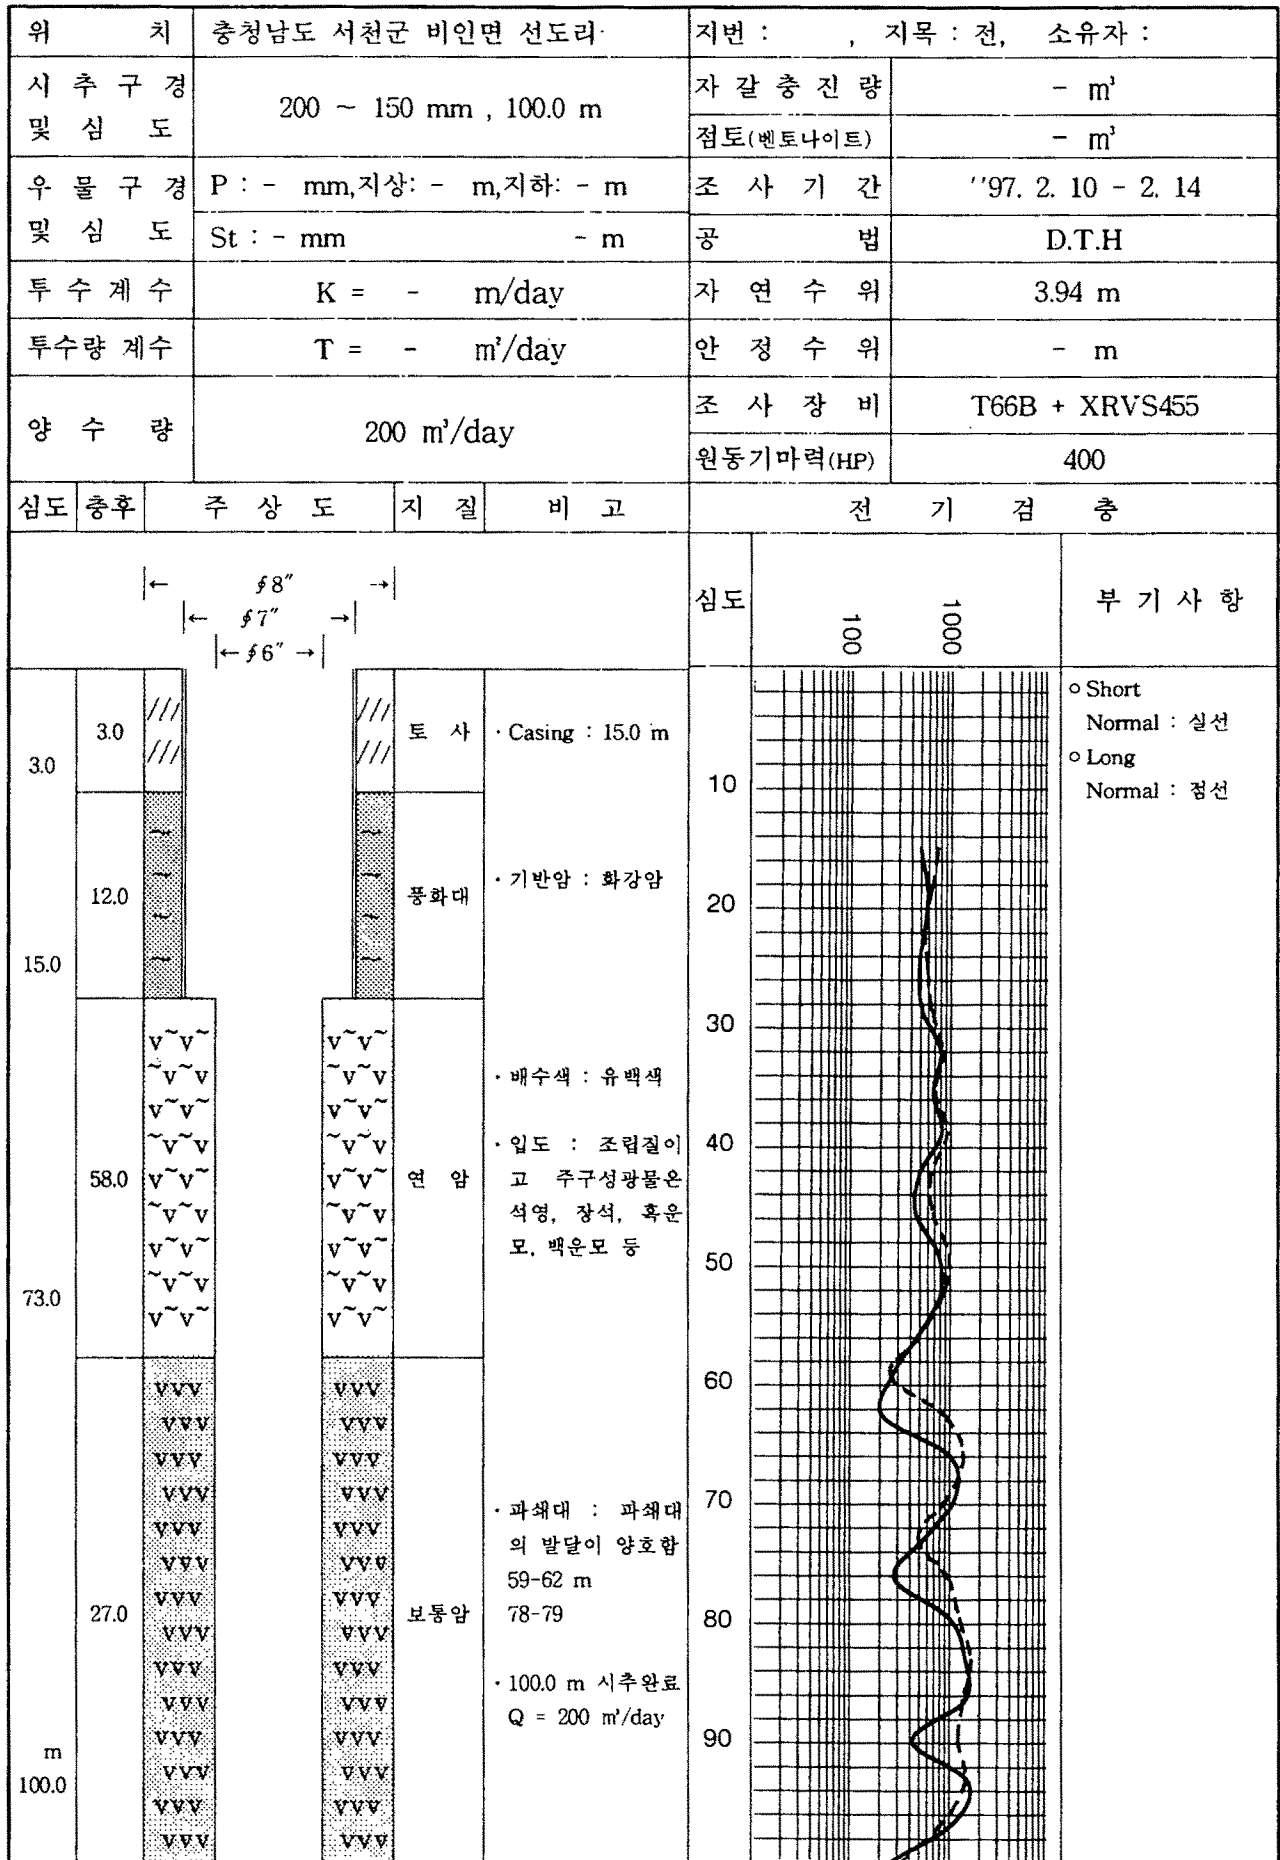 위 치 충청남도 서천군 비인면 선도리 지번 : , 지목 : 전, 소유자 :
시 추 구 경 및 심 도 200 ~ 150 mm , 100.0 m
자 갈 충 진 량 - m³
점토(벤토나이트) - m³
우 물 구 경 및 심 도 P : - mm,지상: - m,지하: - m
St : - mm - m
조 사 기 간 ''97. 2. 10 - 2. 14
공 법 D.T.H
투 수 계 수 K = - m/day 자 연 수 위 3.94 m
투수량 계수 T = - m²/day 안 정 수 위 - m
양 수 량 200 m³/day
조 사 장 비 T66B + XRVS455
원동기마력(HP) 400
심도 층후 주 상 도 지 질 비 고 전 기 검 층
∮8″
∮7″
∮6″
심도 100 1000 부 기 사 항
3.0 3.0 토 사 · Casing : 15.0 m
15.0 12.0 풍화대 · 기반암 : 화강암
73.0 58.0 연 암
· 배수색 : 유백색
· 입도 : 조립질이
고 주구성광물은
석영, 장석, 흑운
모, 백운모 등
m
100.0 27.0 보통암
· 파쇄대 : 파쇄대
의 발달이 양호함
59-62 m
78-79
· 100.0 m 시추완료
Q = 200 m³/day
10
20
30
40
50
60
70
80
90
○ Short
Normal : 실선
○ Long
Normal : 점선